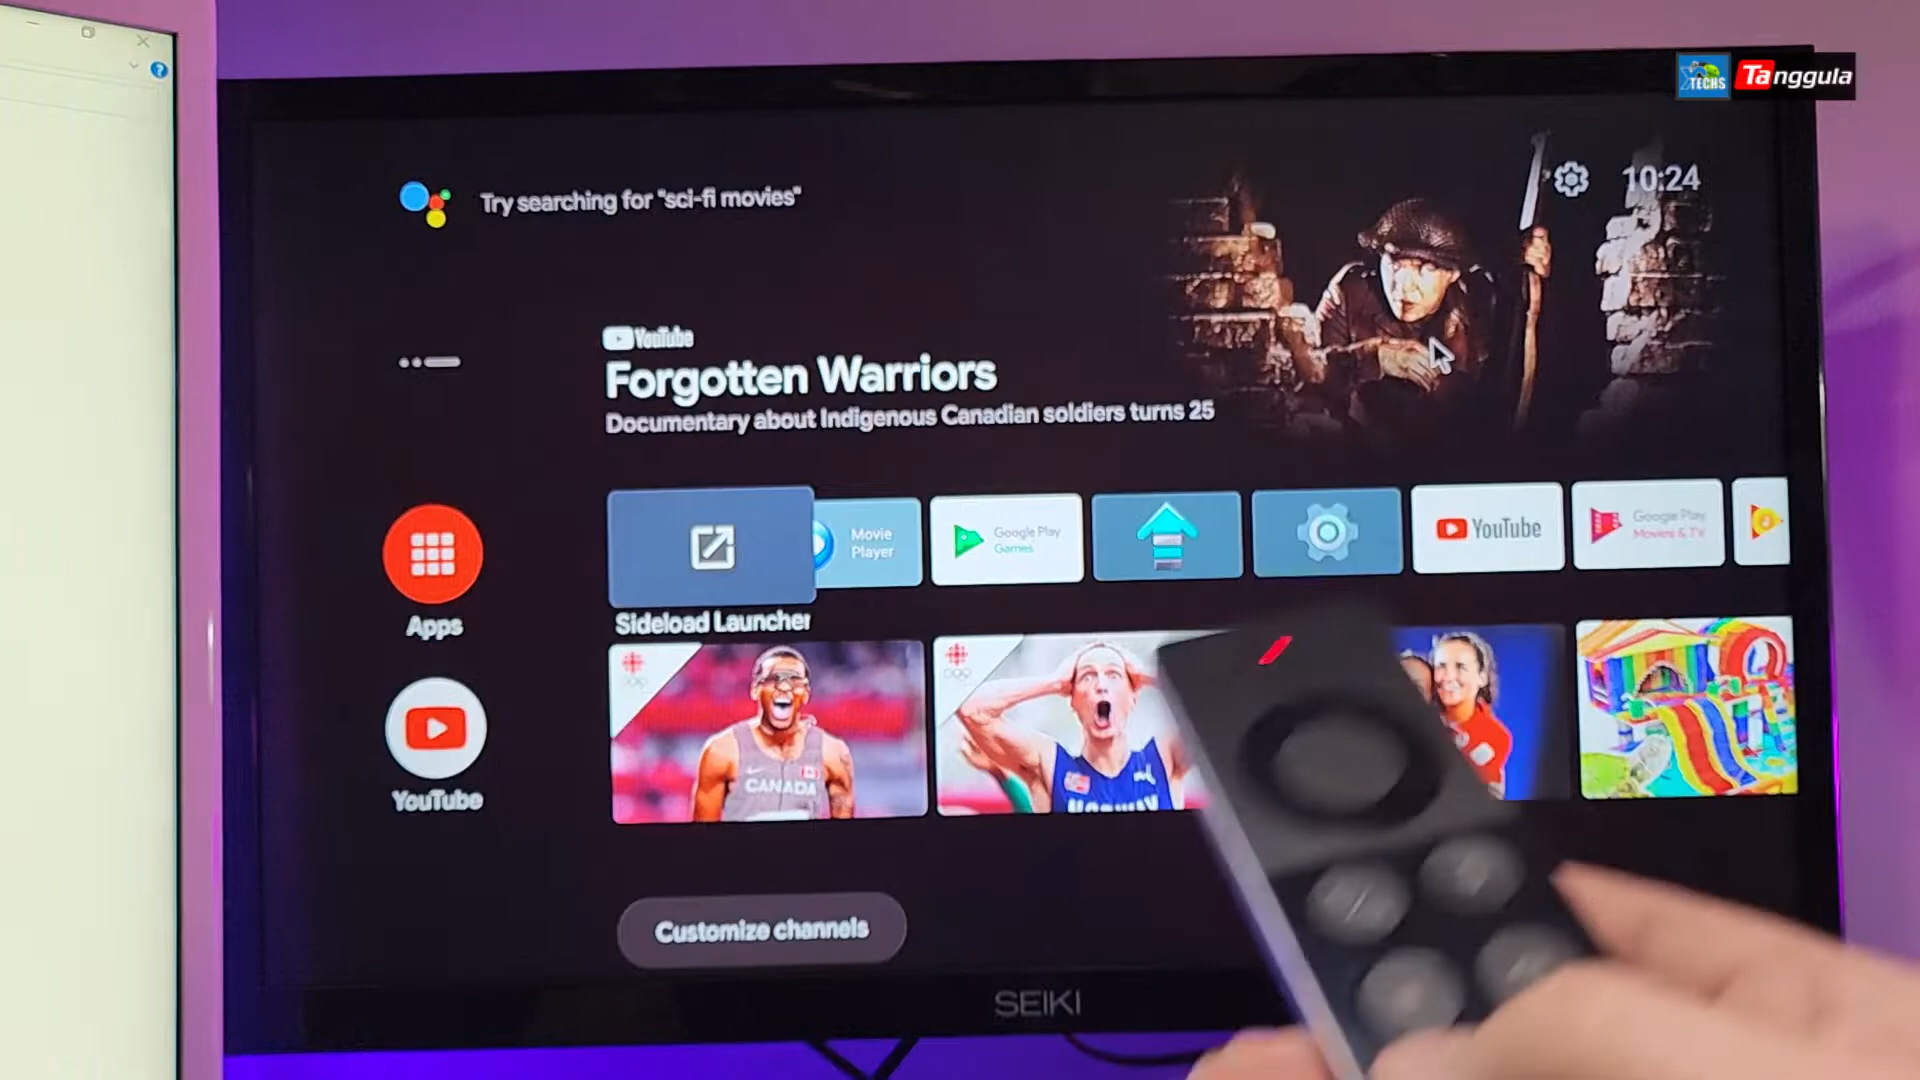 TECHS
Tanggula
Try searching for "sci-fi movies"
10:24
YouTube
Forgotten Warriors
Documentary about Indigenous Canadian soldiers turns 25
Movie
Player
Google Play
Games
YouTube
Google Play
Movies & TV
Sideload Launcher
Apps
CANADA
NORWAY
YouTube
Customize channels
SEIKI